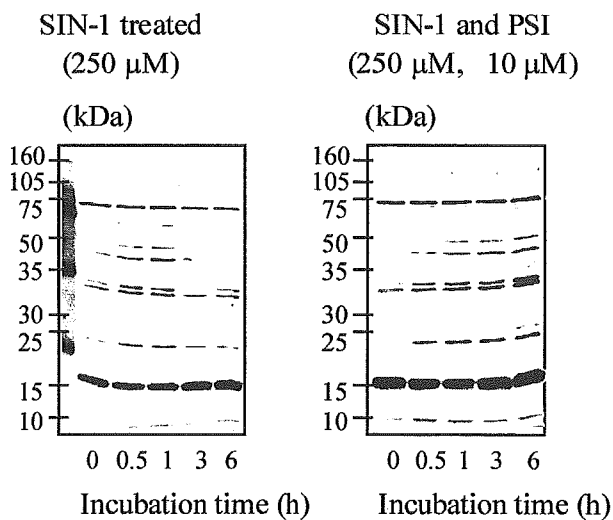 SIN-1 treated
(250 μM)
(kDa)
160
105
75
50
35
30
25
15
10
0 0.5 1 3 6
Incubation time (h)
SIN-1 and PSI
(250 μM, 10 μM)
(kDa)
160
105
75
50
35
30
25
15
10
0 0.5 1 3 6
Incubation time (h)